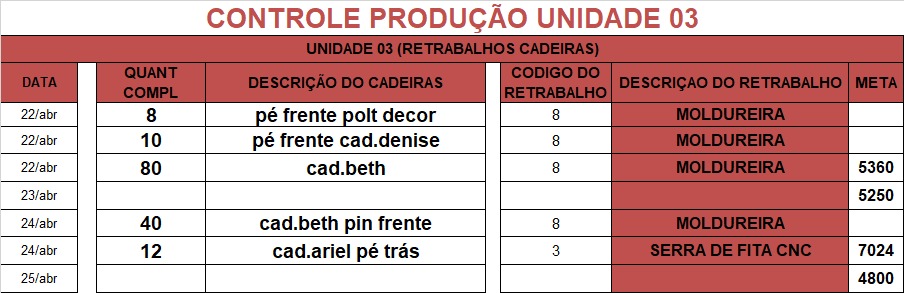 CONTROLE PRODUÇÃO UNIDADE 03
UNIDADE 03 (RETRABALHOS CADEIRAS)
DATA QUANT COMPL DESCRIÇÃO DO CADEIRAS CODIGO DO RETRABALHO DESCRIÇAO DO RETRABALHO META
22/abr 8 pé frente polt decor 8 MOLDUREIRA
22/abr 10 pé frente cad.denise 8 MOLDUREIRA
22/abr 80 cad.beth 8 MOLDUREIRA 5360
23/abr 5250
24/abr 40 cad.beth pin frente 8 MOLDUREIRA
24/abr 12 cad.ariel pé trás 3 SERRA DE FITA CNC 7024
25/abr 4800